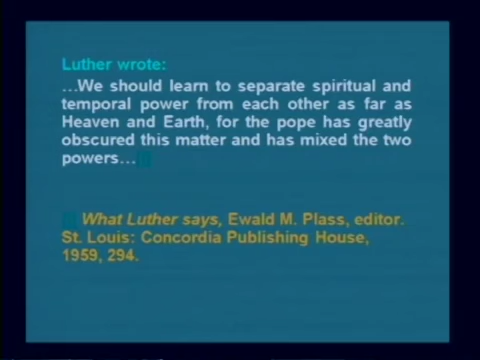 Luther wrote:
…We should learn to separate spiritual and
temporal power from each other as far as
Heaven and Earth, for the pope has greatly
obscured this matter and has mixed the two
powers…
What Luther says, Ewald M. Plass, editor.
St. Louis: Concordia Publishing House,
1959, 294.